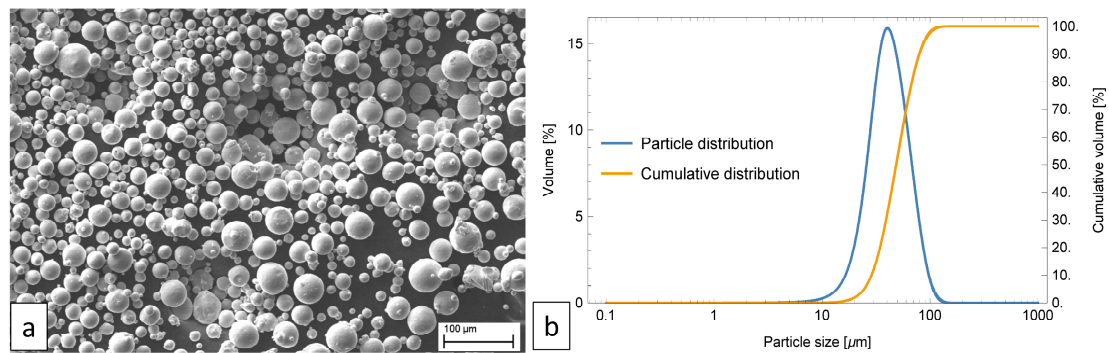 a
100 µm
b
Volume [%]
15
10
5
0
Particle distribution
Cumulative distribution
100.
90.
80.
70.
60.
50.
40.
30.
20.
10.
0.
Cumulative volume [%]
0.1 1 10 100 1000
Particle size [µm]